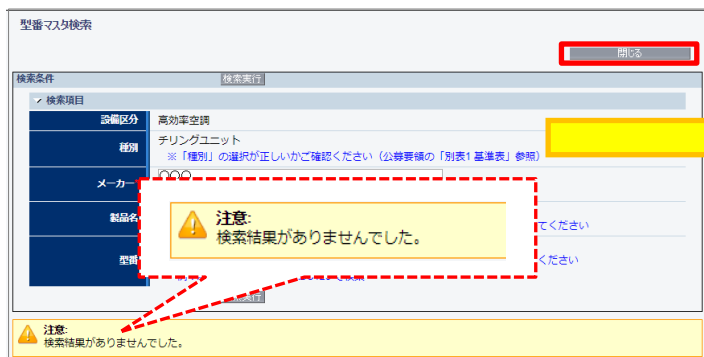 型番マスタ検索
閉じる
検索条件
検索実行
検索項目
設備区分
高効率空調
種別
チリングユニット
※「種別」の選択が正しいかご確認ください（公募要領の「別表1 基準表」参照）
メーカー
〇〇〇
製品名
てください
型番
ください
注意:
検索結果がありませんでした。
注意:
検索結果がありませんでした。